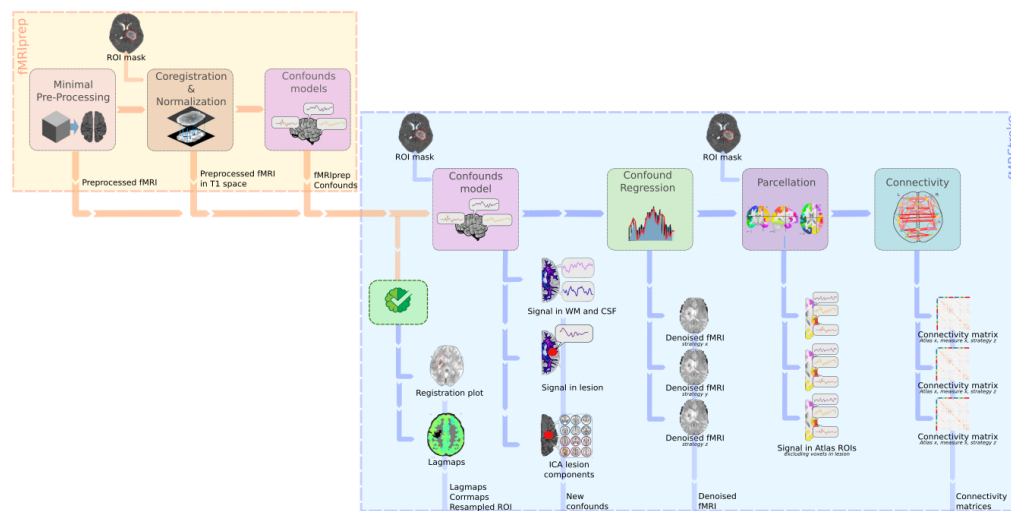 fMRIprep
ROI mask
Minimal
Pre-Processing
Coregistration
&
Normalization
Confounds
models
Preprocessed fMRI
Preprocessed fMRI
in T1 space
fMRIprep
Confounds
ROI mask
ROI mask
Confounds
model
Confound
Regression
Parcellation
Connectivity
L
R
Signal in WM and CSF
Signal in lesion
ICA lesion
components
Registration plot
Lagmaps
Denoised fMRI
strategy x
Denoised fMRI
strategy y
Denoised fMRI
strategy z
Signal in Atlas ROIs
excluding voxels in lesion
Connectivity matrix
Atlas x, measure X, strategy z
Connectivity matrix
Atlas x, measure X, strategy z
Connectivity matrix
Atlas x, measure X, strategy z
Lagmaps
Corrmaps
Resampled ROI
New
confounds
Denoised
fMRI
Connectivity
matrices